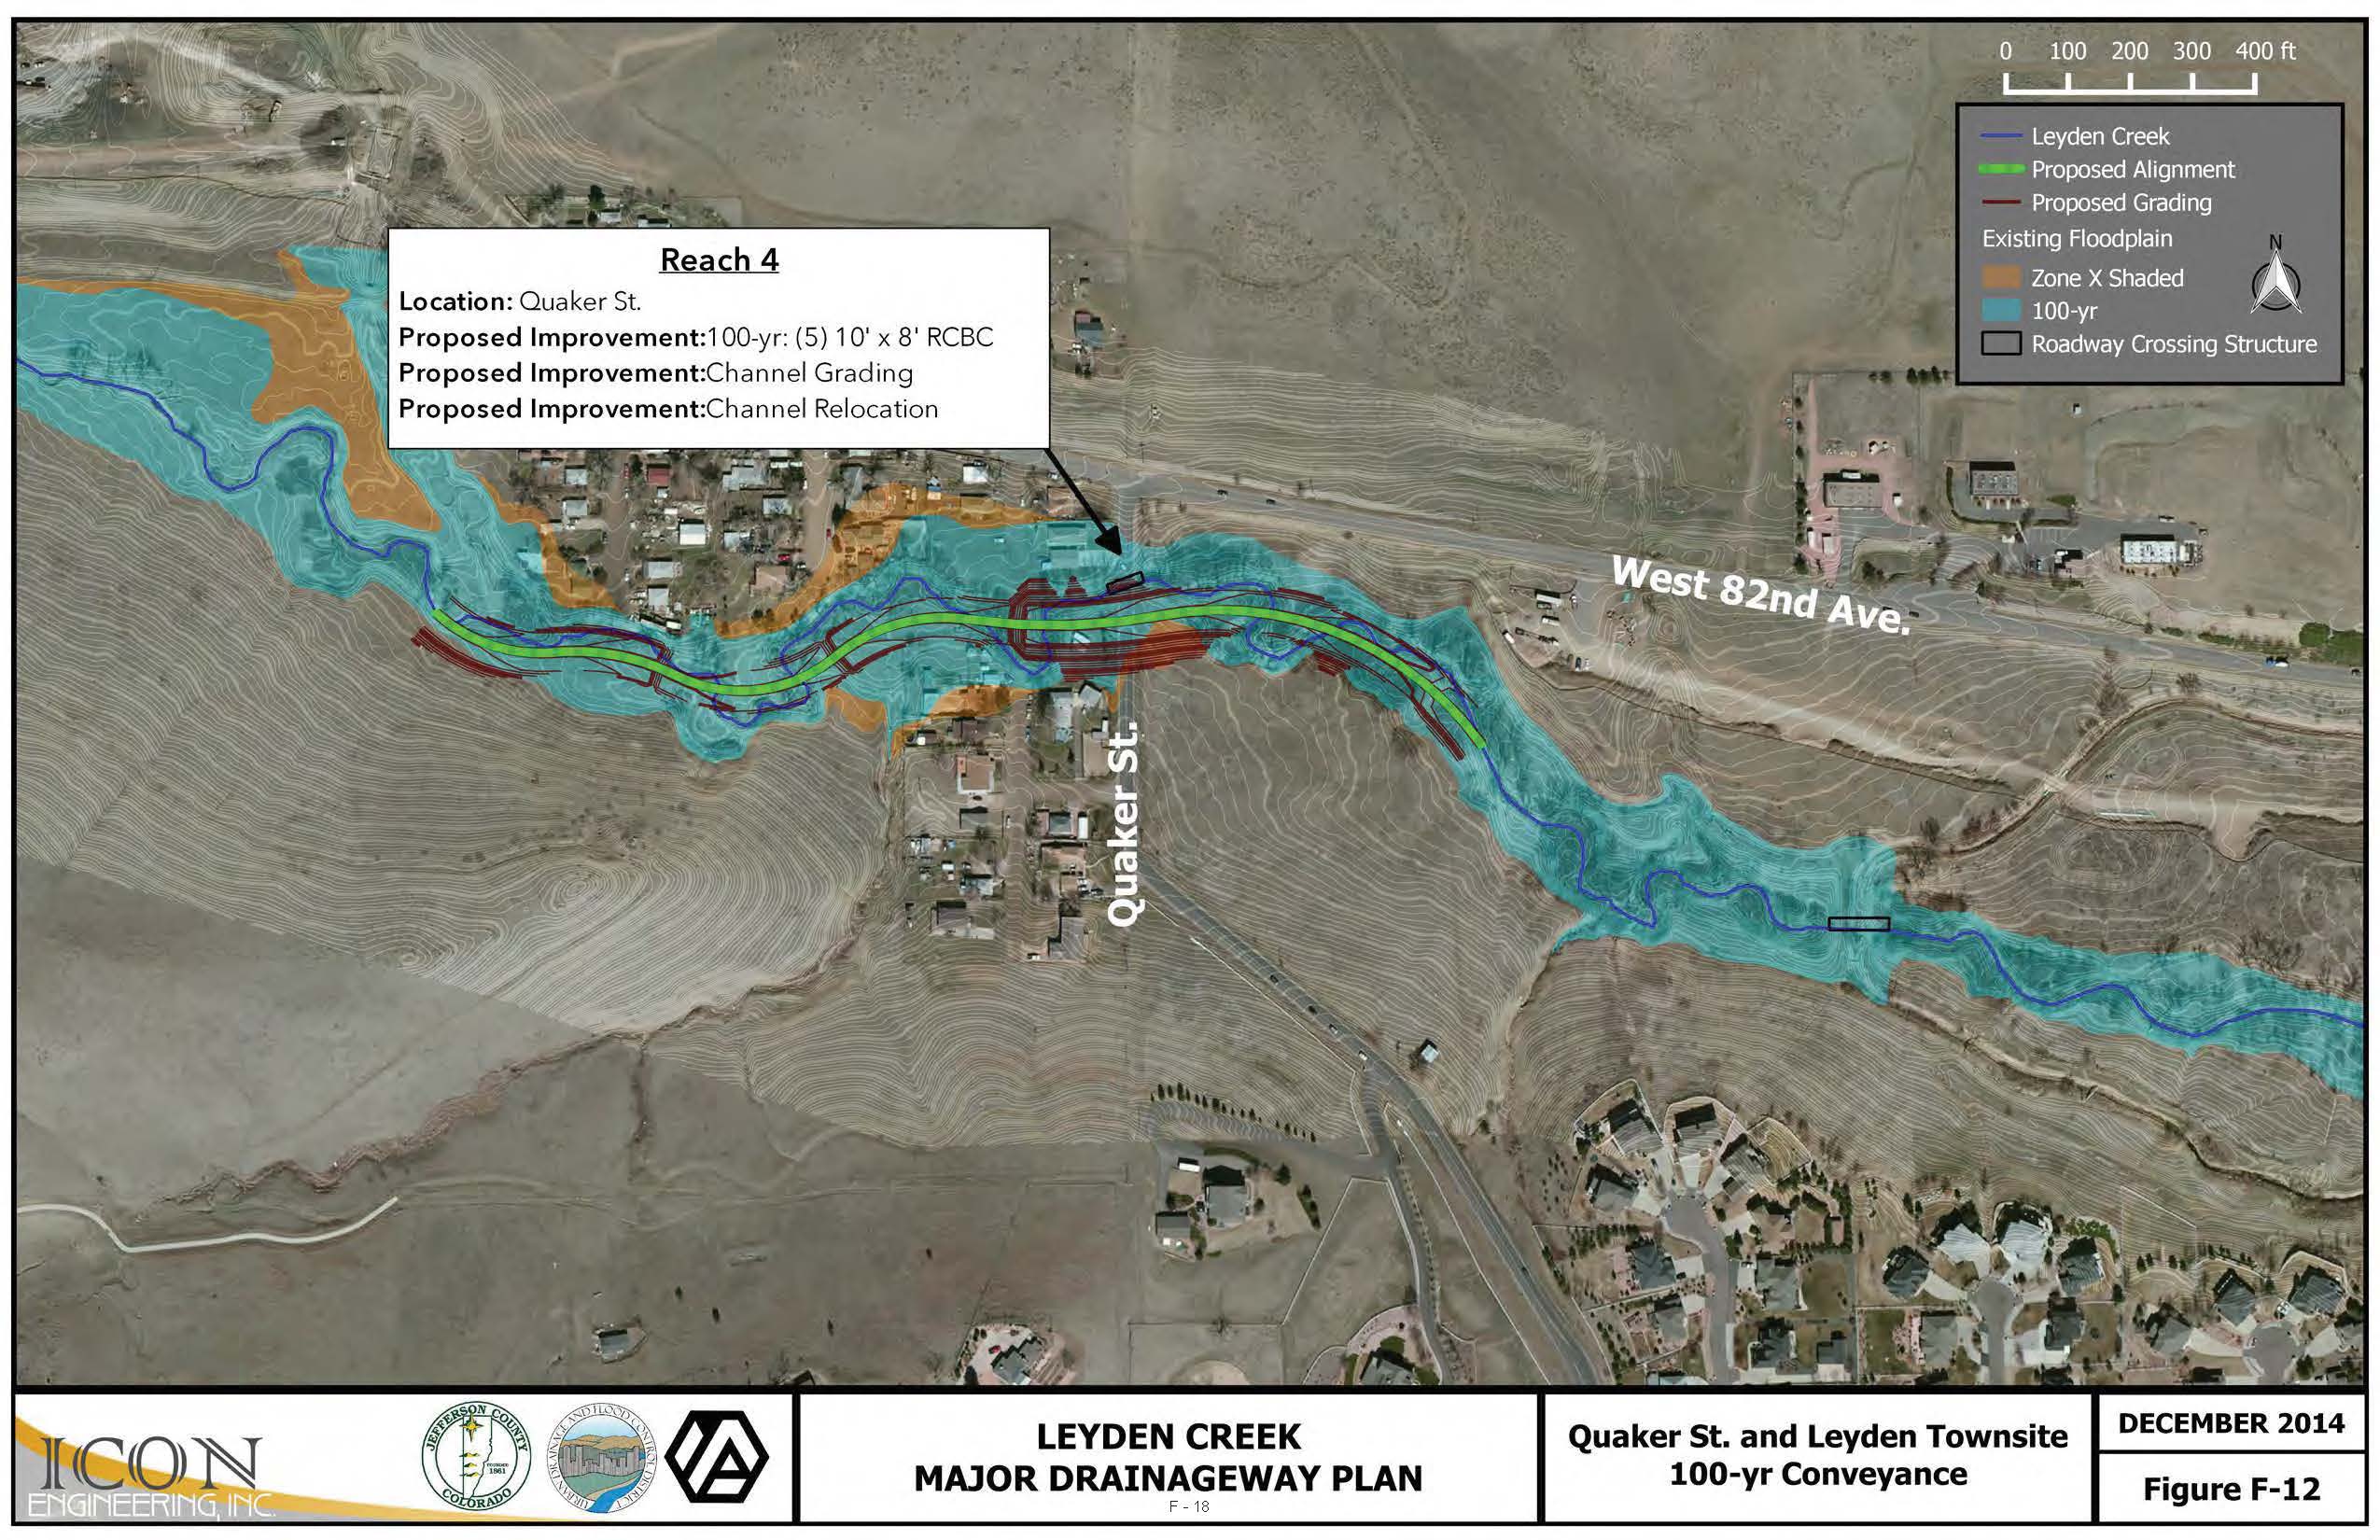 0 100 200 300 400 ft
Leyden Creek
Proposed Alignment
Proposed Grading
Existing Floodplain
N
Zone X Shaded
100-yr
Roadway Crossing Structure
Reach 4
Location: Quaker St.
Proposed Improvement:100-yr: (5) 10' x 8' RCBC
Proposed Improvement:Channel Grading
Proposed Improvement:Channel Relocation
West 82nd Ave.
Quaker St.
ICON
ENGINEERING, INC.
JEFFERSON COUNTY
FOUNDED
1861
COLORADO
URBAN DRAINAGE AND FLOOD CONTROL DISTRICT
LEYDEN CREEK
MAJOR DRAINAGEWAY PLAN
F - 18
Quaker St. and Leyden Townsite
100-yr Conveyance
DECEMBER 2014
Figure F-12